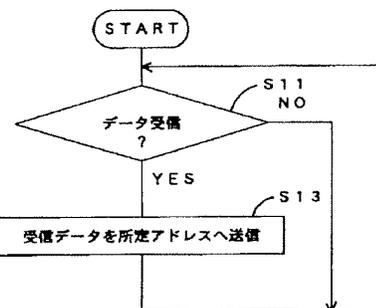 START
S11
NO
データ受信
?
YES
S13
受信データを所定アドレスへ送信